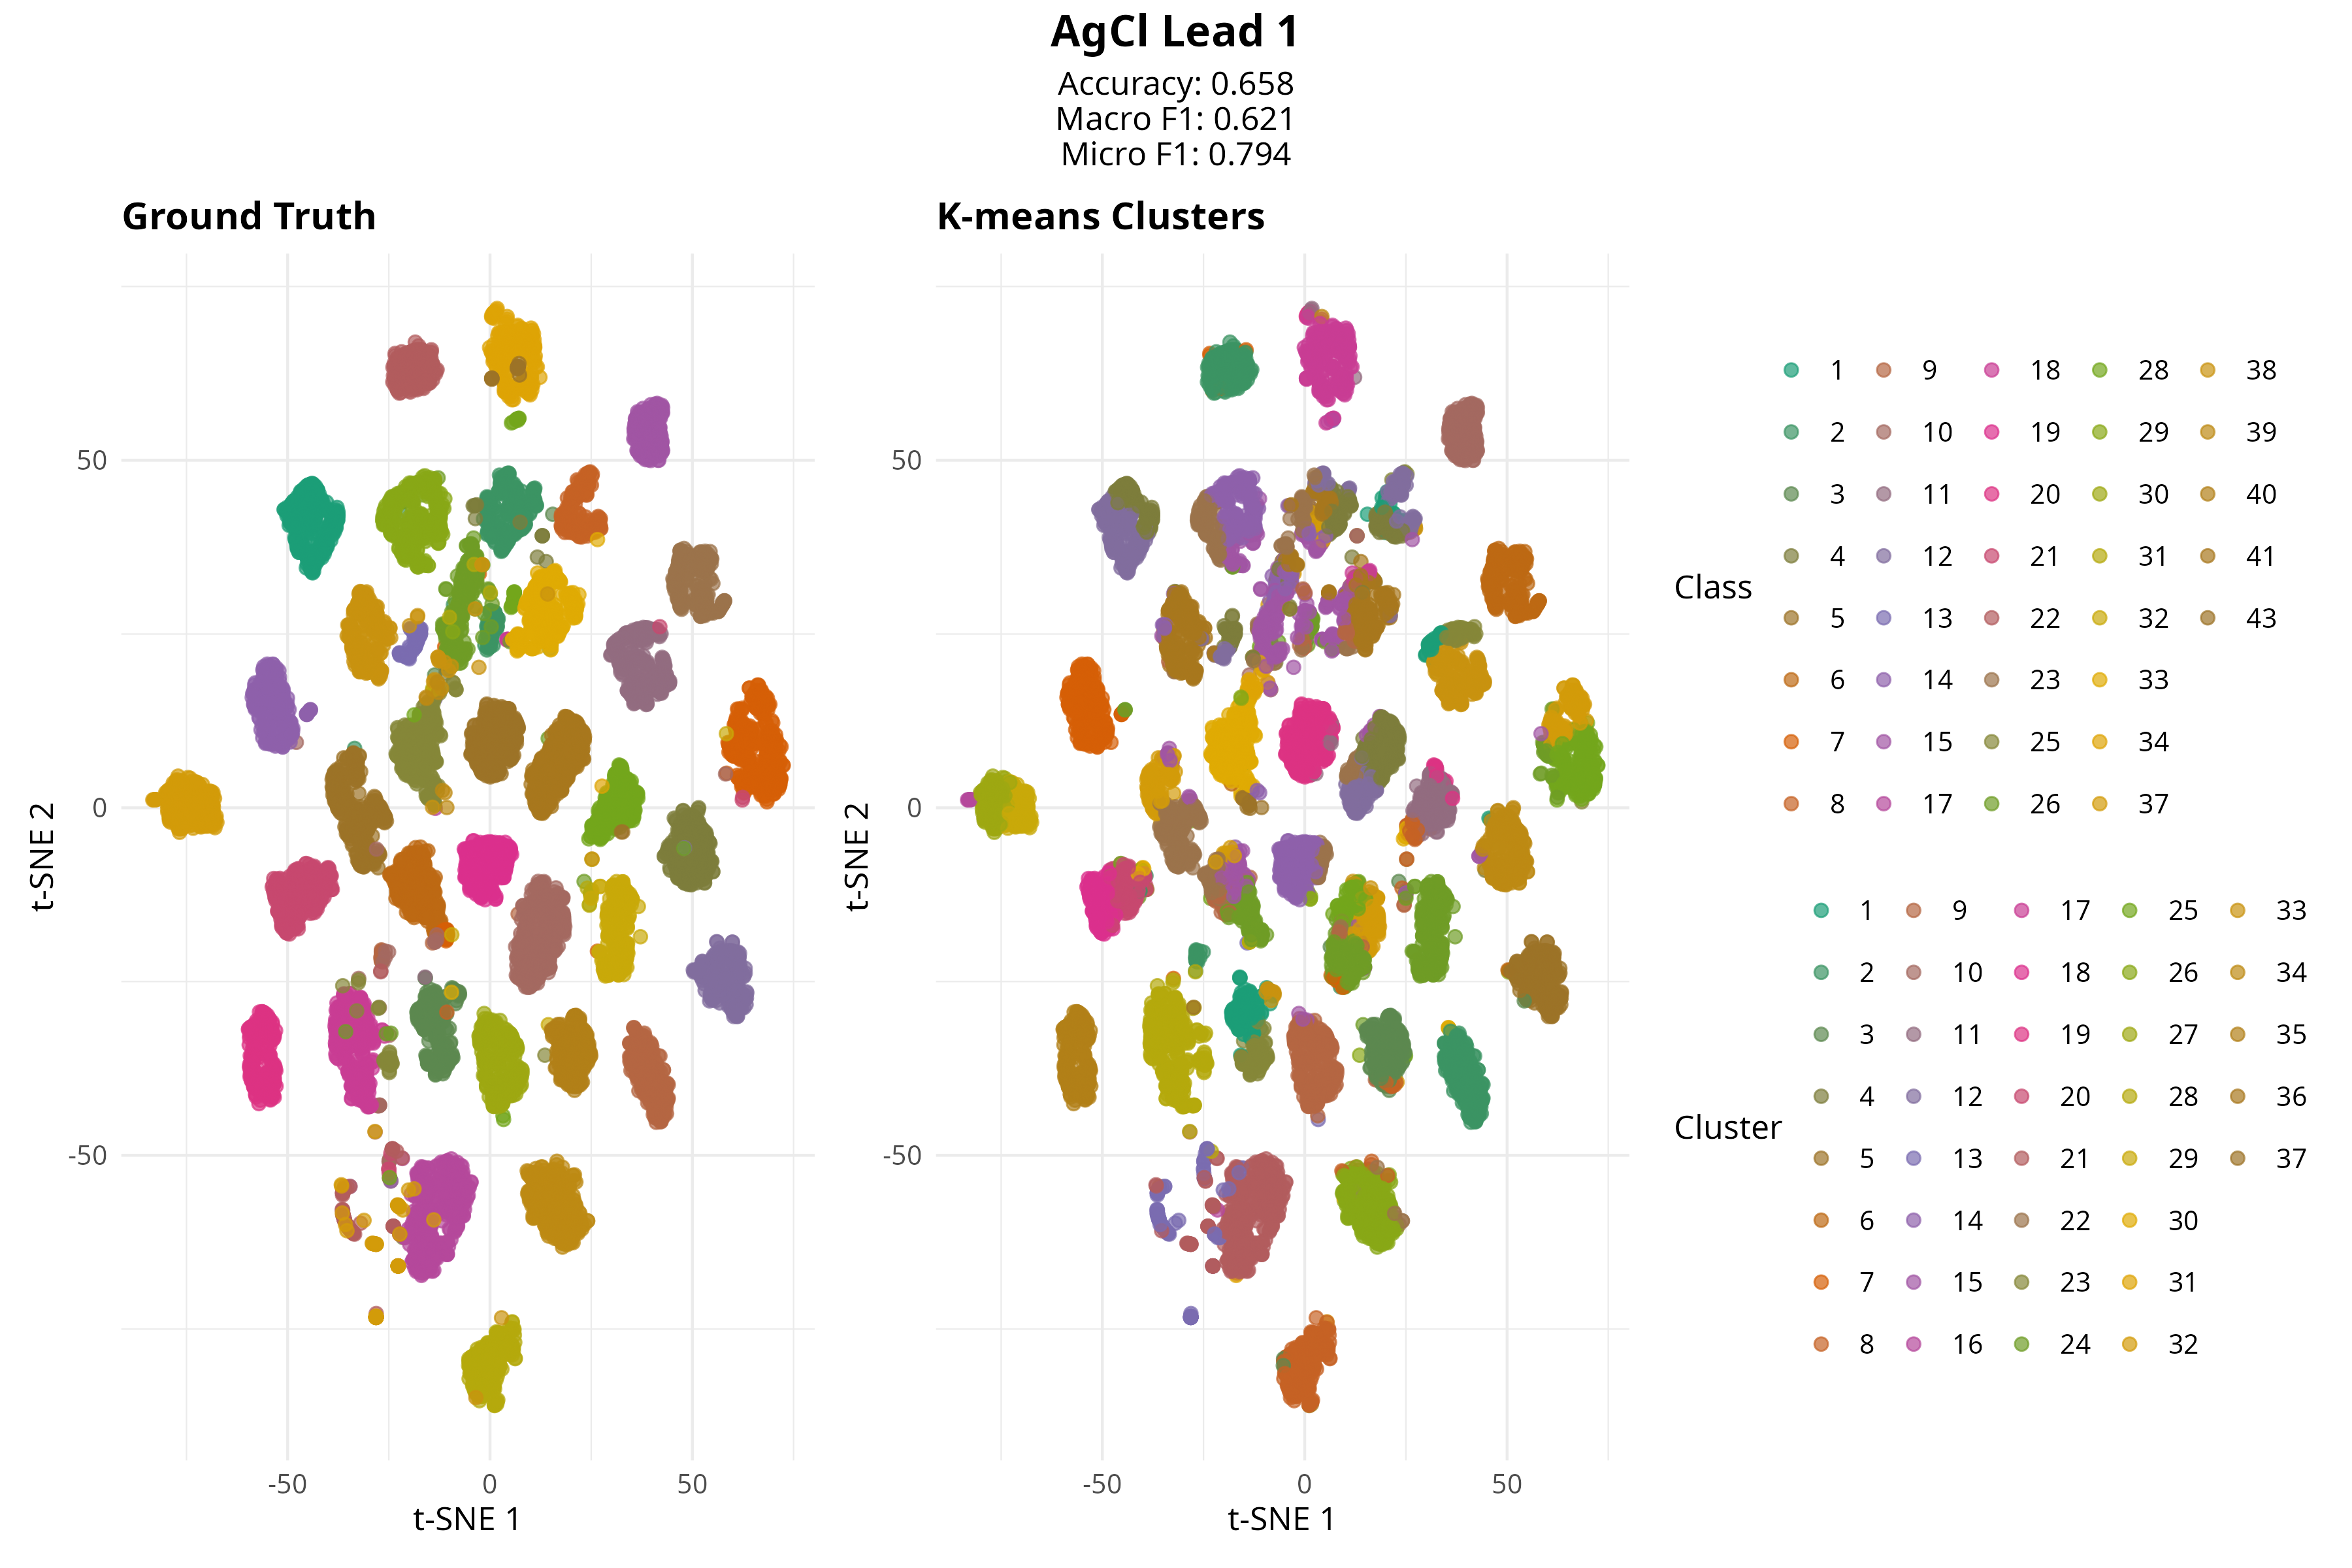 AgCl Lead 1
Accuracy: 0.658
Macro F1: 0.621
Micro F1: 0.794
Ground Truth
K-means Clusters
50
0
-50
t-SNE 2
-50 0 50
t-SNE 1
50
0
-50
t-SNE 2
-50 0 50
t-SNE 1
Class
1 9 18 28 38
2 10 19 29 39
3 11 20 30 40
4 12 21 31 41
5 13 22 32 43
6 14 23 33
7 15 25 34
8 17 26 37
Cluster
1 9 17 25 33
2 10 18 26 34
3 11 19 27 35
4 12 20 28 36
5 13 21 29 37
6 14 22 30
7 15 23 31
8 16 24 32